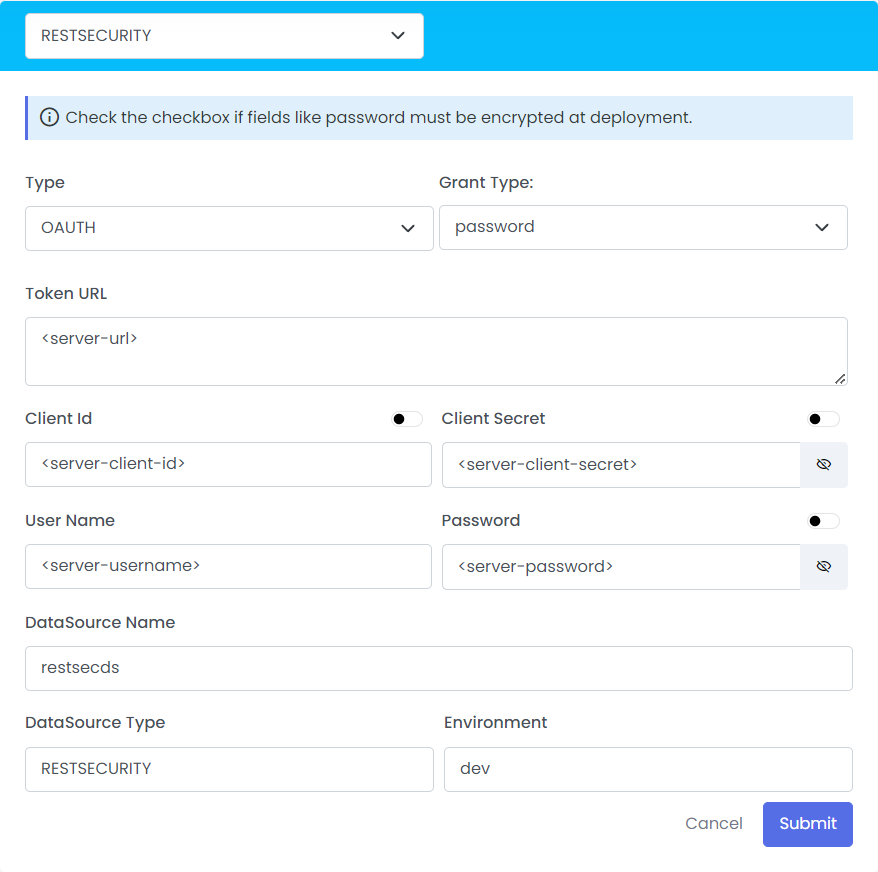 RESTSECURITY
Check the checkbox if fields like password must be encrypted at deployment.
Type
Grant Type:
OAUTH
password
Token URL
<server-url>
Client Id
Client Secret
<server-client-id>
<server-client-secret>
User Name
Password
<server-username>
<server-password>
DataSource Name
restsecds
DataSource Type
Environment
RESTSECURITY
dev
Cancel
Submit